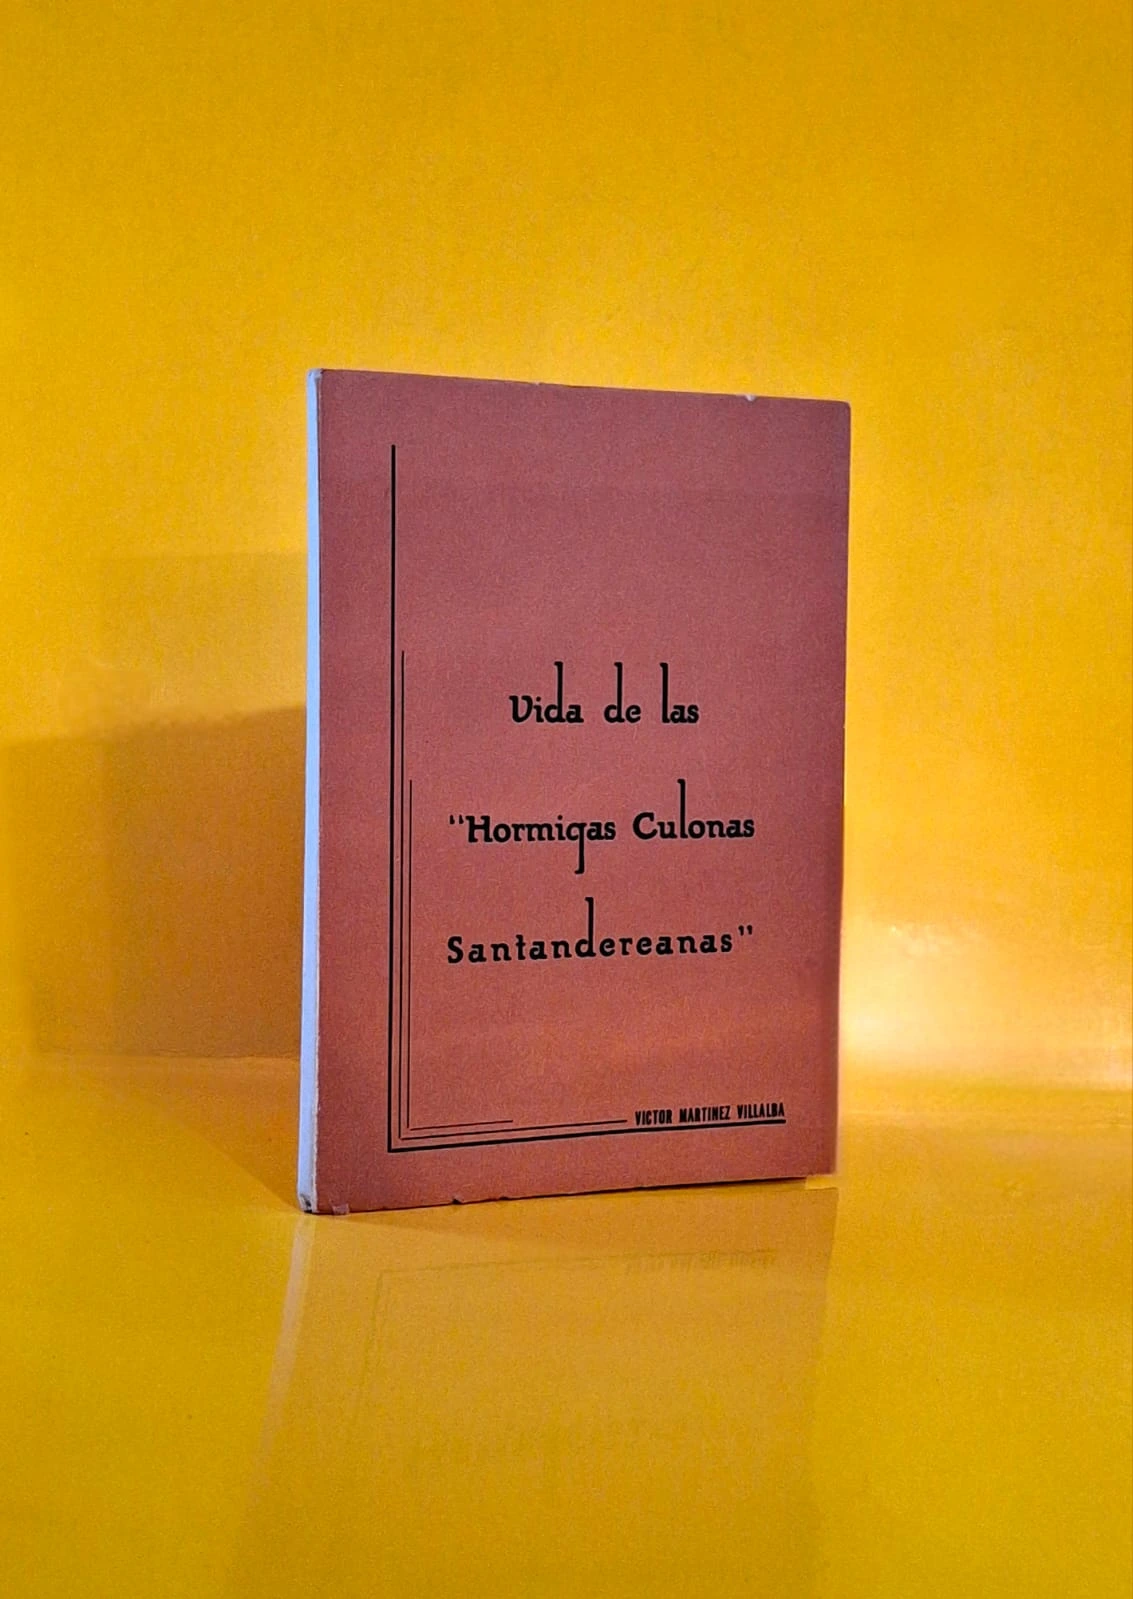 Vida de las
"Hormigas Culonas
Santandereanas"
VICTOR MARTINEZ VILLALBA